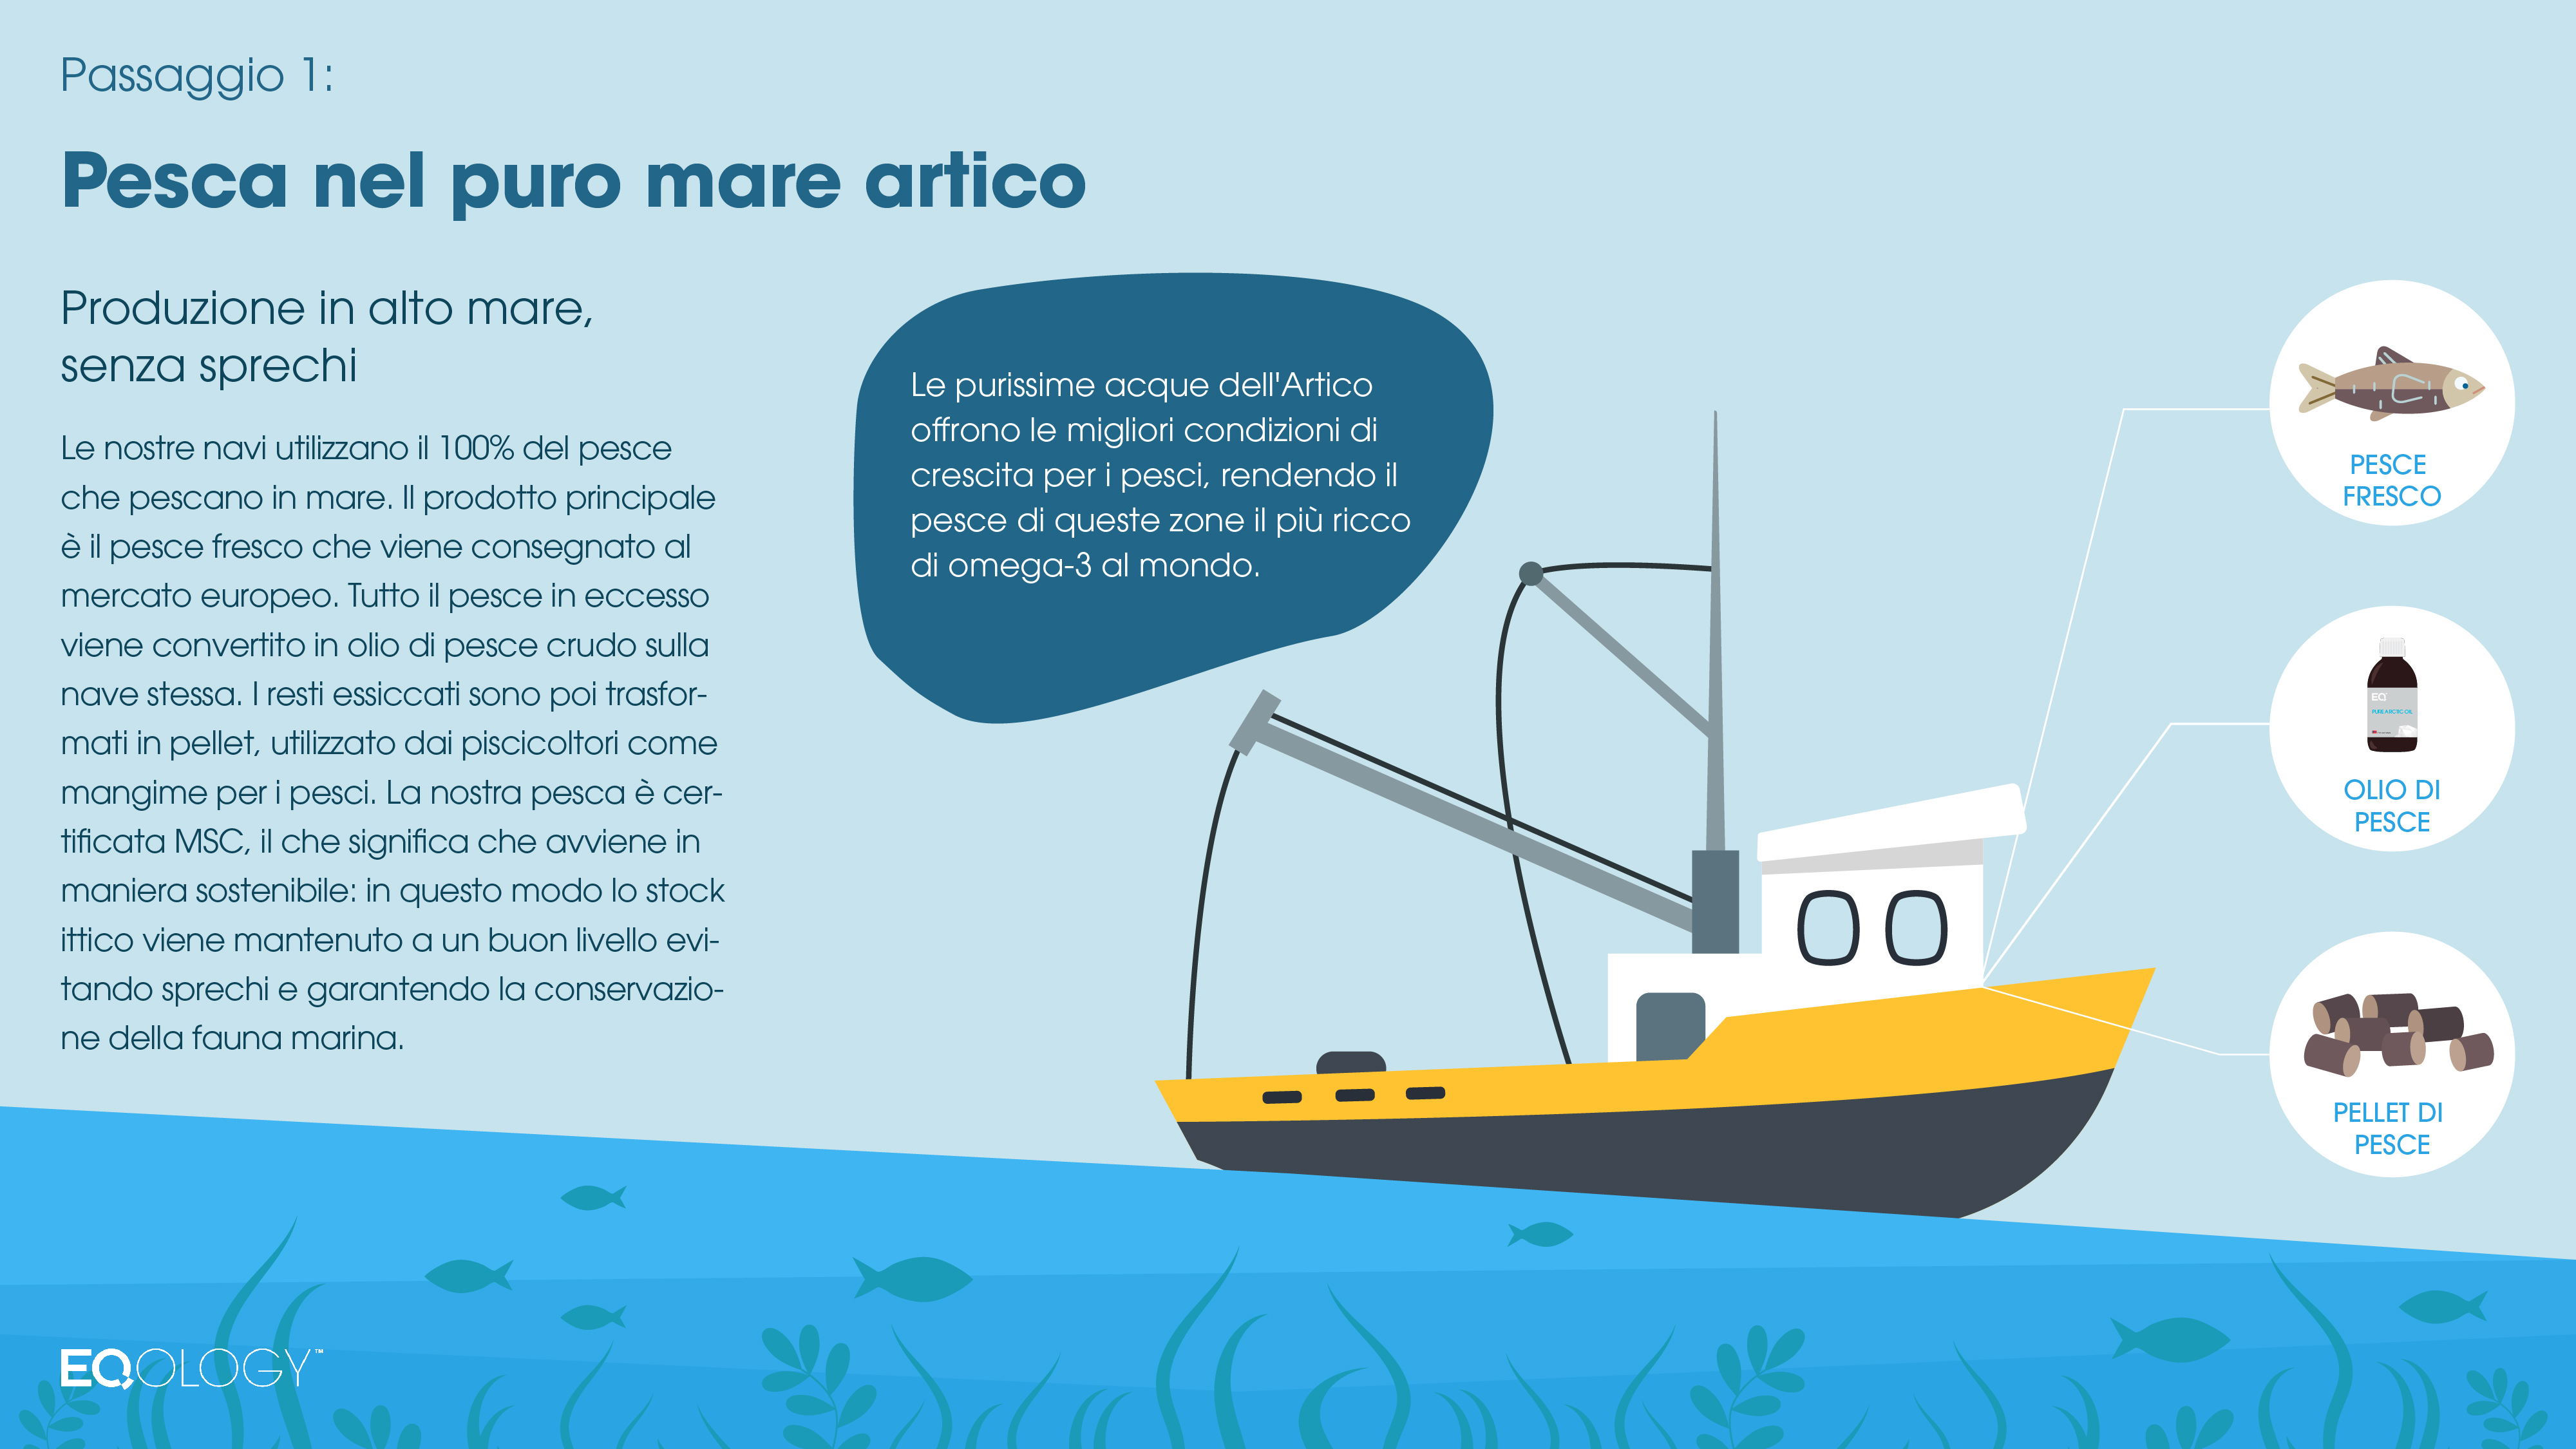 Passaggio 1:
Pesca nel puro mare artico
Produzione in alto mare,
senza sprechi
Le nostre navi utilizzano il 100% del pesce
che pescano in mare. Il prodotto principale
è il pesce fresco che viene consegnato al
mercato europeo. Tutto il pesce in eccesso
viene convertito in olio di pesce crudo sulla
nave stessa. I resti essiccati sono poi trasfor-
mati in pellet, utilizzato dai piscicoltori come
mangime per i pesci. La nostra pesca è cer-
tificata MSC, il che significa che avviene in
maniera sostenibile: in questo modo lo stock
ittico viene mantenuto a un buon livello evi-
tando sprechi e garantendo la conservazio-
ne della fauna marina.
Le purissime acque dell'Artico
offrono le migliori condizioni di
crescita per i pesci, rendendo il
pesce di queste zone il più ricco
di omega-3 al mondo.
PESCE
FRESCO
EQ
PURE ARCTIC OIL
OLIO DI
PESCE
PELLET DI
PESCE
EQOLOGY™